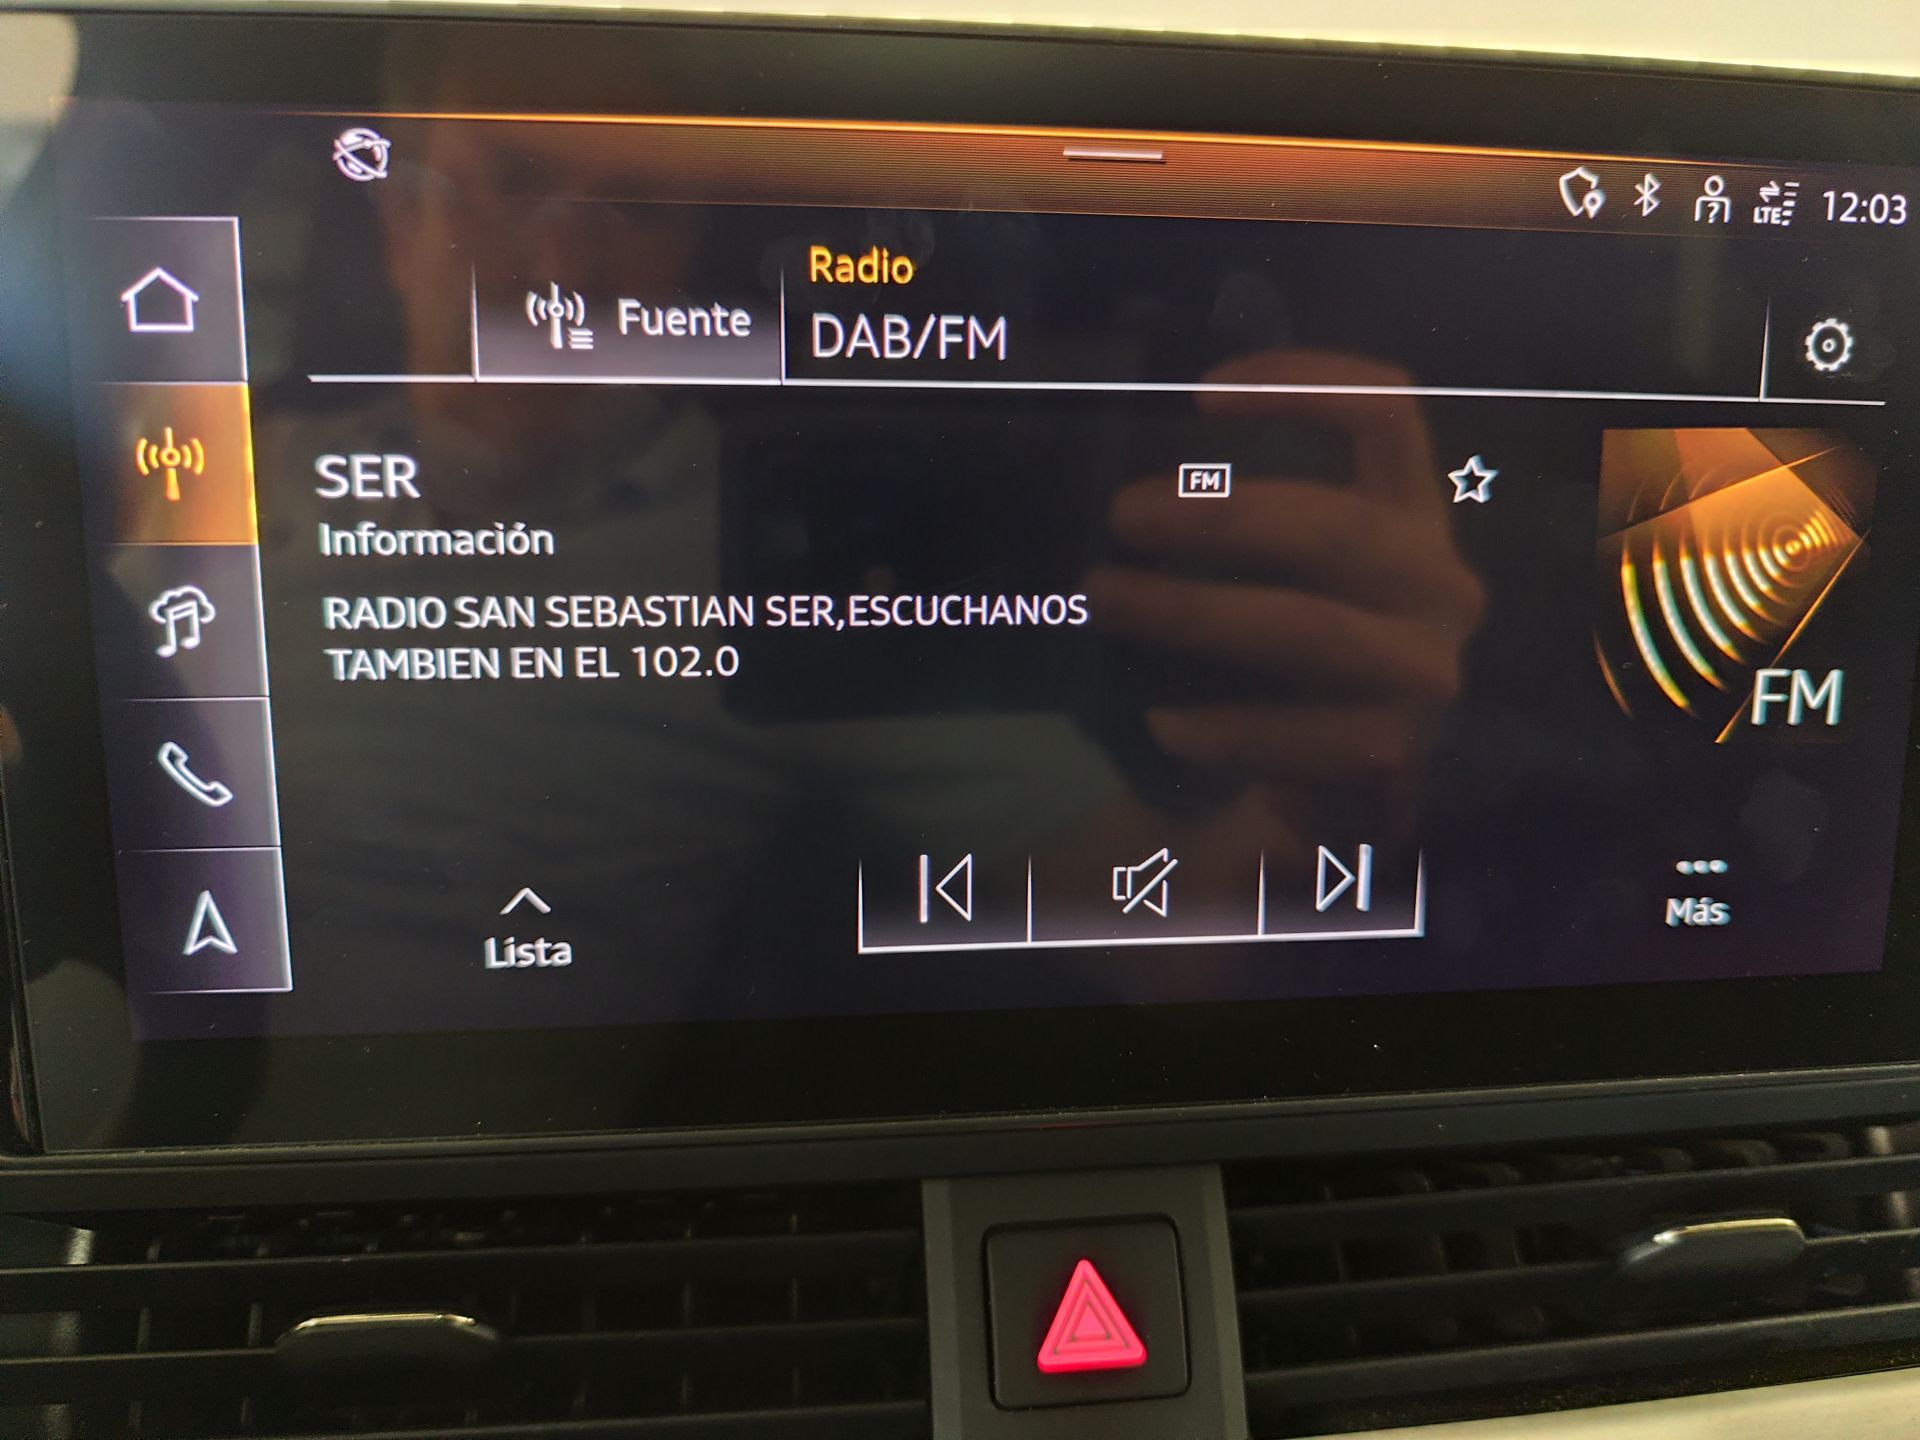 LTE 12:03
Radio
Fuente
DAB/FM
SER
FM
Información
RADIO SAN SEBASTIAN SER,ESCUCHANOS
TAMBIEN EN EL 102.0
FM
Lista
Más